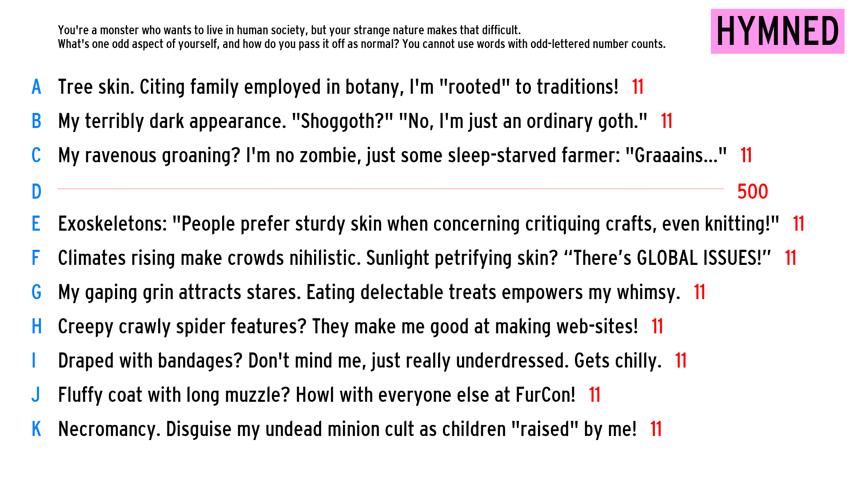 You're a monster who wants to live in human society, but your strange nature makes that difficult.
What's one odd aspect of yourself, and how do you pass it off as normal? You cannot use words with odd-lettered number counts.
HYMNED
A Tree skin. Citing family employed in botany, I'm "rooted" to traditions! 11
B My terribly dark appearance. "Shoggoth?" "No, I'm just an ordinary goth." 11
C My ravenous groaning? I'm no zombie, just some sleep-starved farmer: "Graaains..." 11
D 500
E Exoskeletons: "People prefer sturdy skin when concerning critiquing crafts, even knitting!" 11
F Climates rising make crowds nihilistic. Sunlight petrifying skin? “There’s GLOBAL ISSUES!” 11
G My gaping grin attracts stares. Eating delectable treats empowers my whimsy. 11
H Creepy crawly spider features? They make me good at making web-sites! 11
I Draped with bandages? Don't mind me, just really underdressed. Gets chilly. 11
J Fluffy coat with long muzzle? Howl with everyone else at FurCon! 11
K Necromancy. Disguise my undead minion cult as children "raised" by me! 11